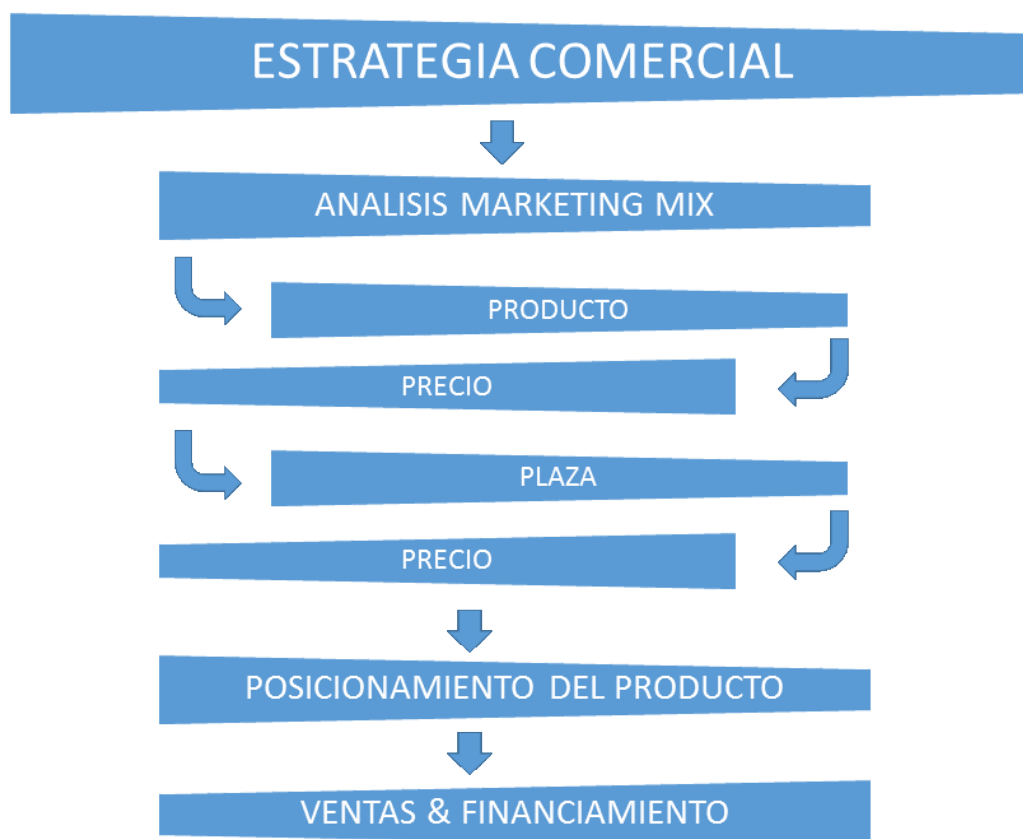 ESTRATEGIA COMERCIAL
ANALISIS MARKETING MIX
PRODUCTO
PRECIO
PLAZA
PRECIO
POSICIONAMIENTO DEL PRODUCTO
VENTAS & FINANCIAMIENTO